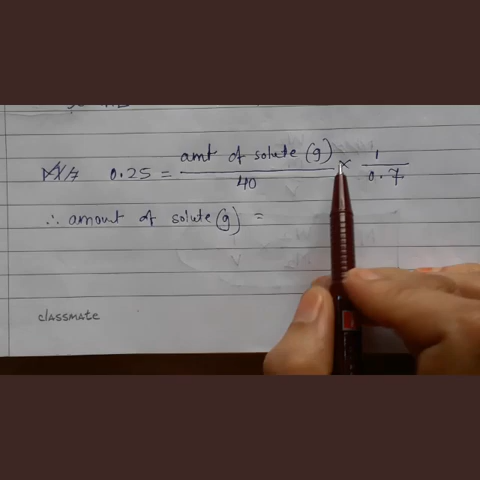 0.25 = amt of solute (g) / 40 × 1 / 0.7
∴ amount of solute (g) =
classmate